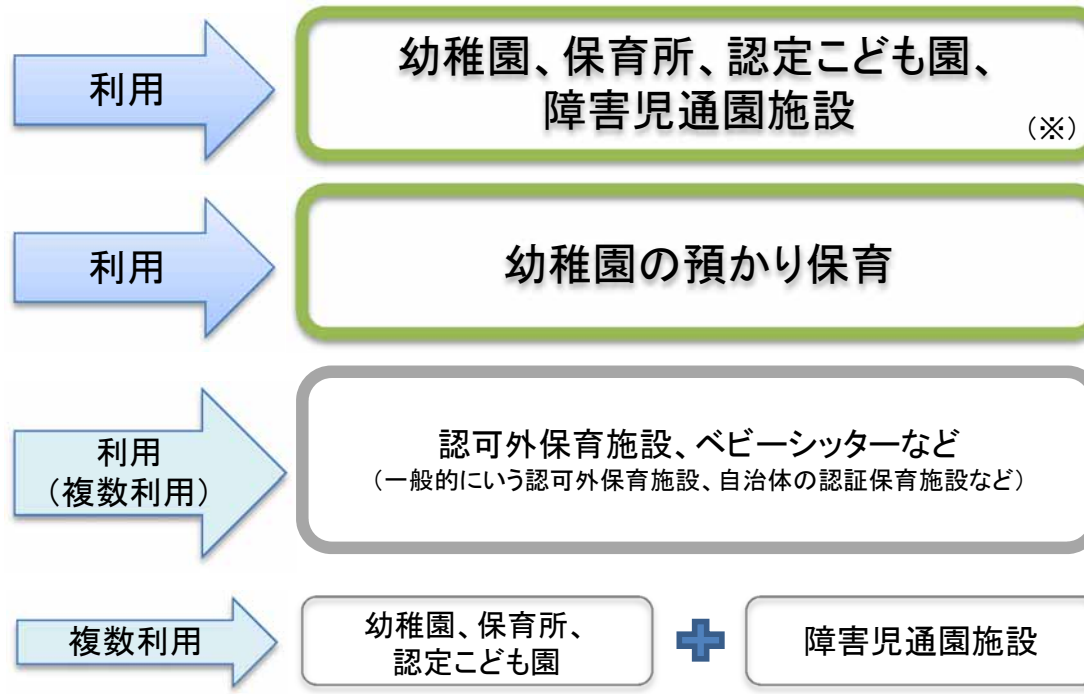 利用
幼稚園、保育所、認定こども園、
障害児通園施設
(※)
利用
幼稚園の預かり保育
利用
(複数利用)
認可外保育施設、ベビーシッターなど
(一般的にいう認可外保育施設、自治体の認証保育施設など)
複数利用
幼稚園、保育所、
認定こども園
障害児通園施設